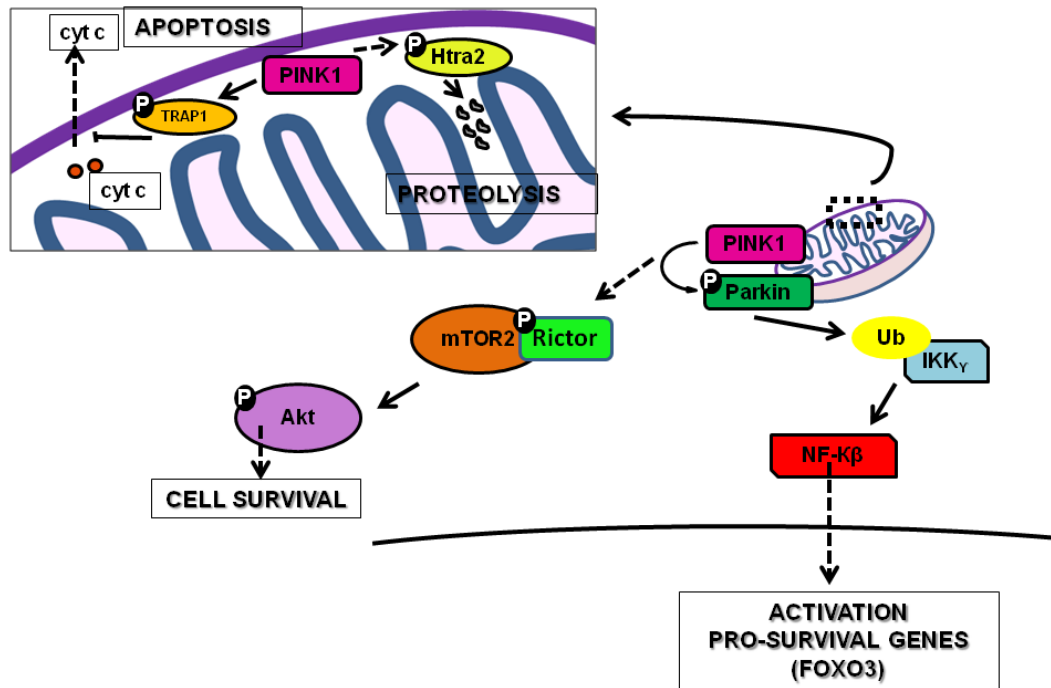 cyt c
APOPTOSIS
P
Htra2
PINK1
P
TRAP1
cyt c
PROTEOLYSIS
PINK1
P
Parkin
P
mTOR2
Rictor
Ub
IKKγ
P
Akt
NF-Kβ
CELL SURVIVAL
ACTIVATION
PRO-SURVIVAL GENES
(FOXO3)